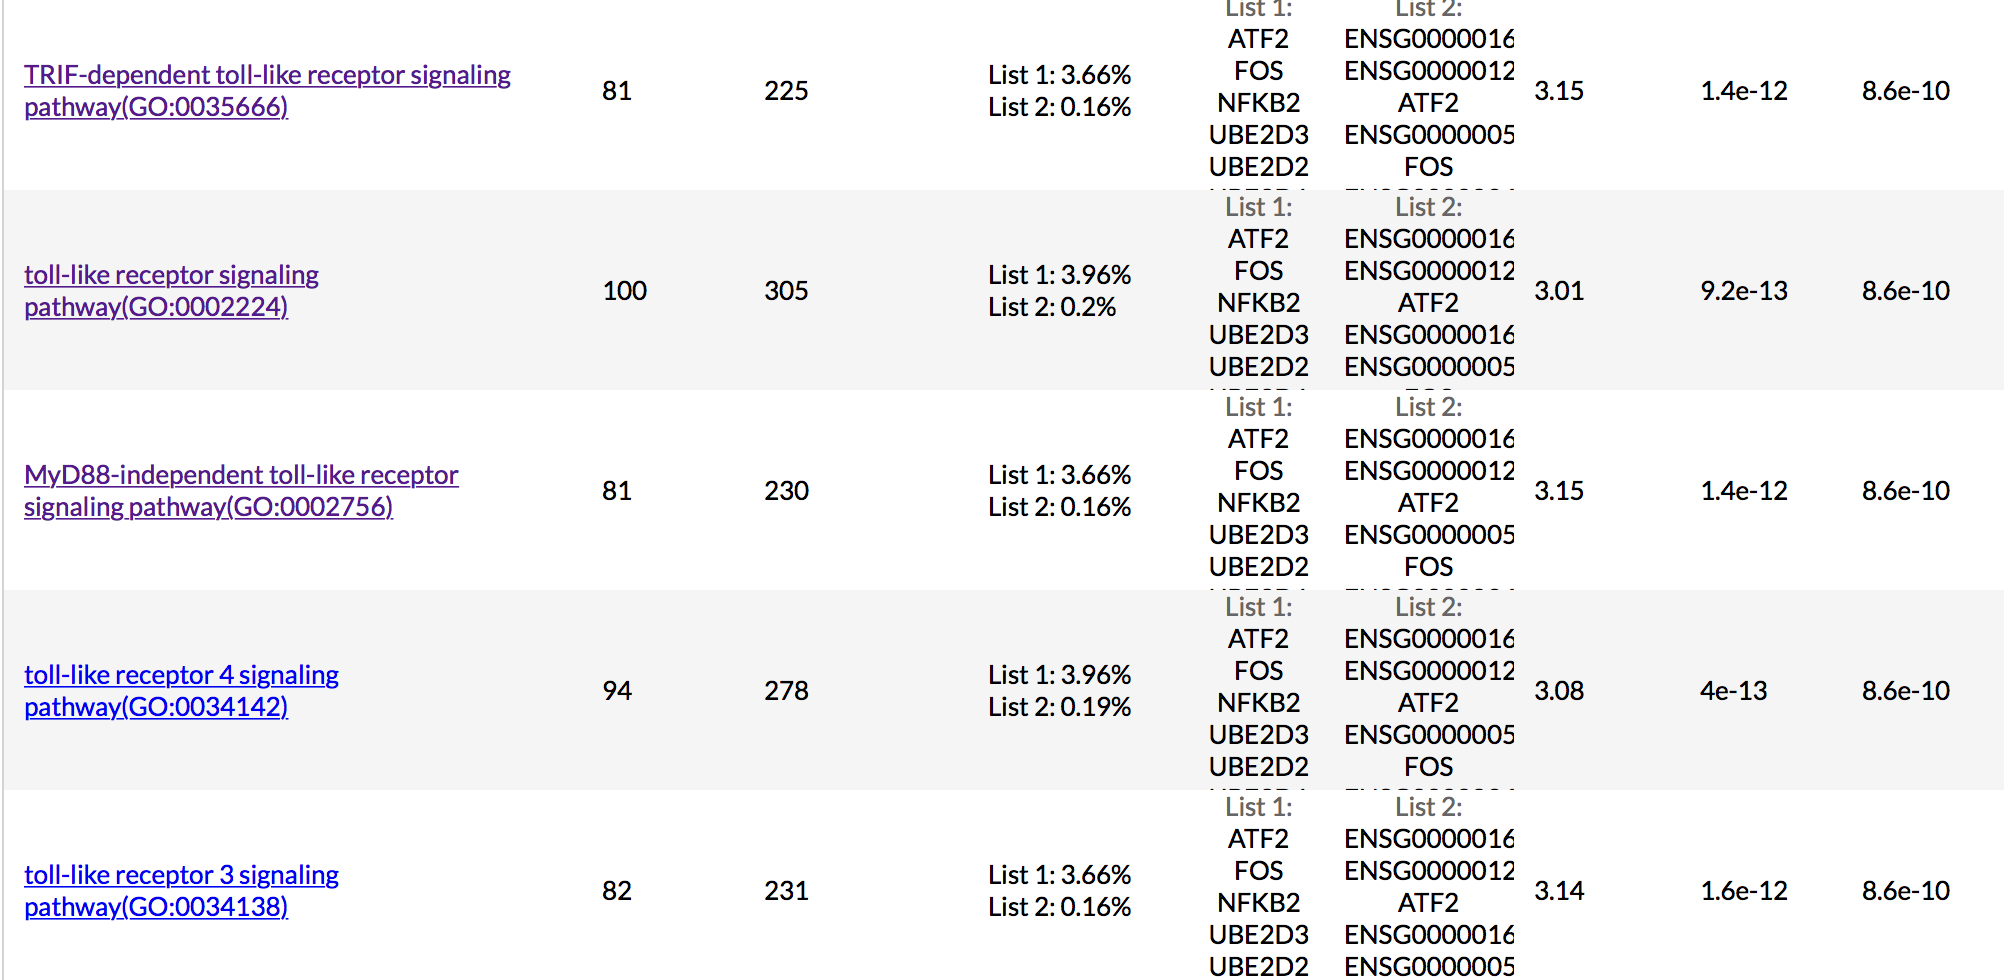 List 1: List 2:
ATF2 ENSG0000016
TRIF-dependent toll-like receptor signaling
pathway(GO:0035666)
81
225
List 1: 3.66%
List 2: 0.16%
FOS ENSG0000012
NFKB2 ATF2
UBE2D3 ENSG0000005
UBE2D2 FOS
3.15
1.4e-12
8.6e-10
List 1: List 2:
toll-like receptor signaling
pathway(GO:0002224)
100
305
List 1: 3.96%
List 2: 0.2%
ATF2 ENSG0000016
FOS ENSG0000012
NFKB2 ATF2
UBE2D3 ENSG0000016
UBE2D2 ENSG0000005
3.01
9.2e-13
8.6e-10
List 1: List 2:
MyD88-independent toll-like receptor
signaling pathway(GO:0002756)
81
230
List 1: 3.66%
List 2: 0.16%
ATF2 ENSG0000016
FOS ENSG0000012
NFKB2 ATF2
UBE2D3 ENSG0000005
UBE2D2 FOS
3.15
1.4e-12
8.6e-10
List 1: List 2:
toll-like receptor 4 signaling
pathway(GO:0034142)
94
278
List 1: 3.96%
List 2: 0.19%
ATF2 ENSG0000016
FOS ENSG0000012
NFKB2 ATF2
UBE2D3 ENSG0000005
UBE2D2 FOS
3.08
4e-13
8.6e-10
List 1: List 2:
toll-like receptor 3 signaling
pathway(GO:0034138)
82
231
List 1: 3.66%
List 2: 0.16%
ATF2 ENSG0000016
FOS ENSG0000012
NFKB2 ATF2
UBE2D3 ENSG0000016
UBE2D2 ENSG0000005
3.14
1.6e-12
8.6e-10